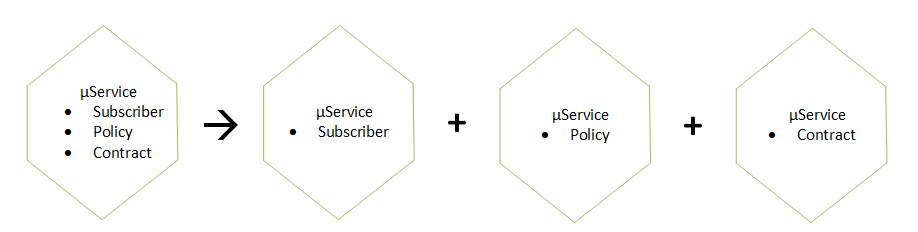 µService
• Subscriber
• Policy
• Contract
µService
• Subscriber
+
µService
• Policy
+
µService
• Contract